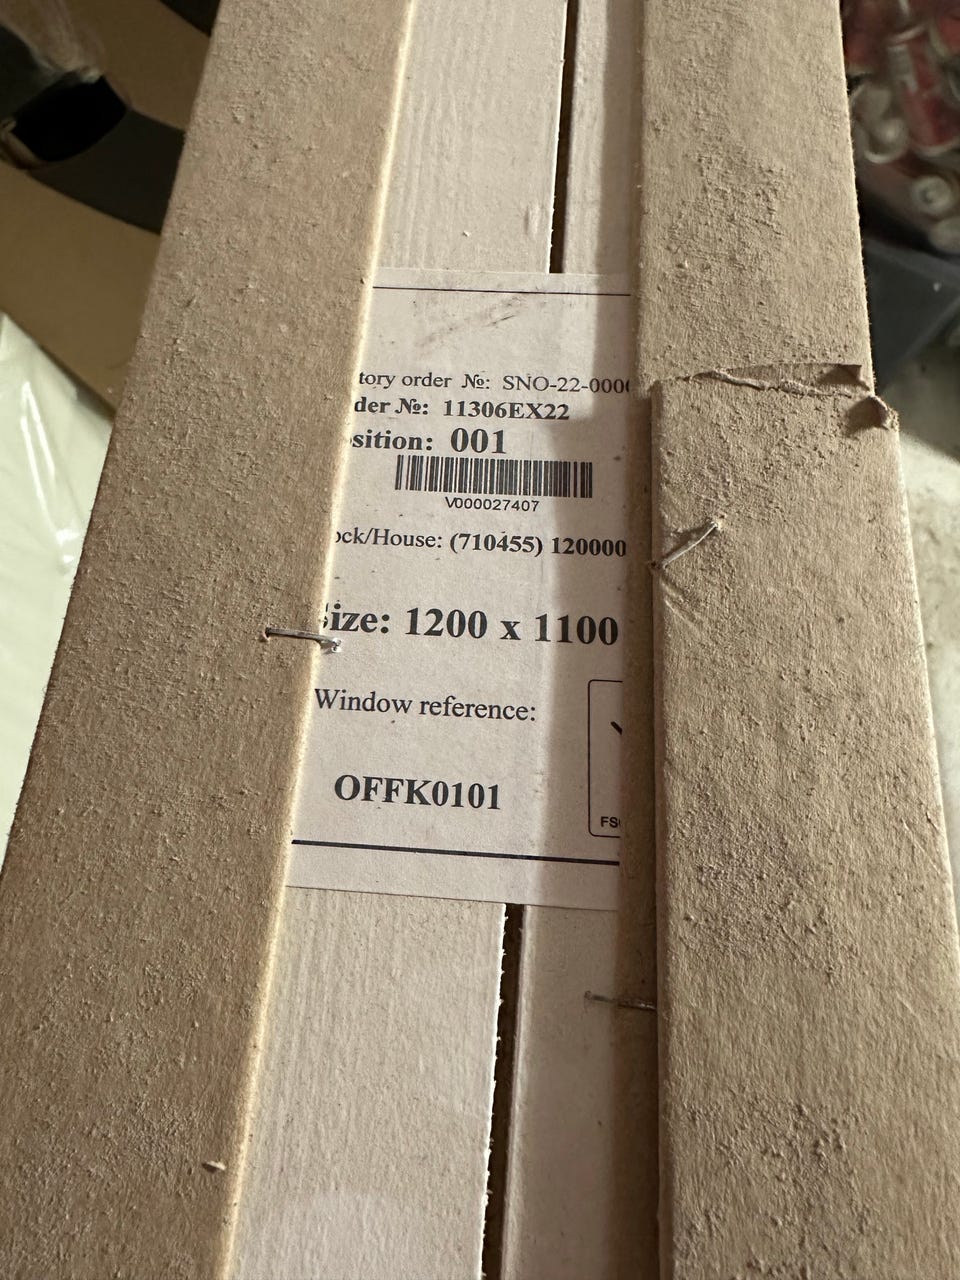 tory order №: SNO-22-000
der №: 11306EX22
sition: 001
V000027407
ock/House: (710455) 120000
Size: 1200 x 1100
Window reference:
OFFK0101
FS